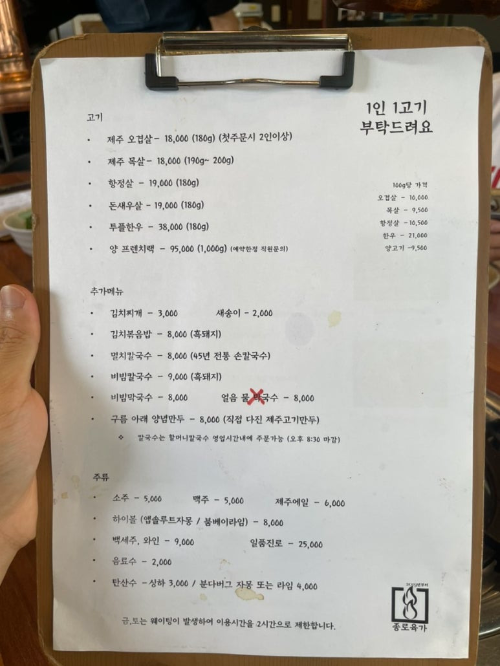 1인 1고기
부탁드려요
고기
• 제주 오겹살 - 18,000 (180g) (첫주문시 2인이상)
• 제주 목살 - 18,000 (190g~ 200g)
• 항정살 - 19,000 (180g)
• 돈새우살 - 19,000 (180g)
• 투플한우 - 38,000 (180g)
• 양 프렌치랙 - 95,000 (1,000g) (예약한정 직원문의)
100g당 가격
오겹살 - 10,000
목살 - 9,500
항정살 - 10,500
한우 - 21,000
양고기 -9,500
추가메뉴
• 김치찌개 - 3,000 새송이 - 2,000
• 김치볶음밥 - 8,000 (흑돼지)
• 멸치칼국수 - 8,000 (45년 전통 손칼국수)
• 비빔칼국수 - 9,000 (흑돼지)
• 비빔막국수 - 8,000 얼음 물 막국수 - 8,000
• 구름 아래 양념만두 - 8,000 (직접 다진 제주고기만두)
❖ 칼국수는 할머니칼국수 영업시간내에 주문가능 (오후 8:30 마감)
주류
• 소주 - 5,000 맥주 - 5,000 제주에일 - 6,000
• 하이볼 (앱솔루트자몽 / 봄베이라임) - 8,000
• 백세주, 와인 - 9,000 일품진로 - 25,000
• 음료수 - 2,000
• 탄산수 -상하 3,000 / 분다버그 자몽 또는 라임 4,000
금,토는 웨이팅이 발생하여 이용시간을 2시간으로 제한합니다.
종로육가